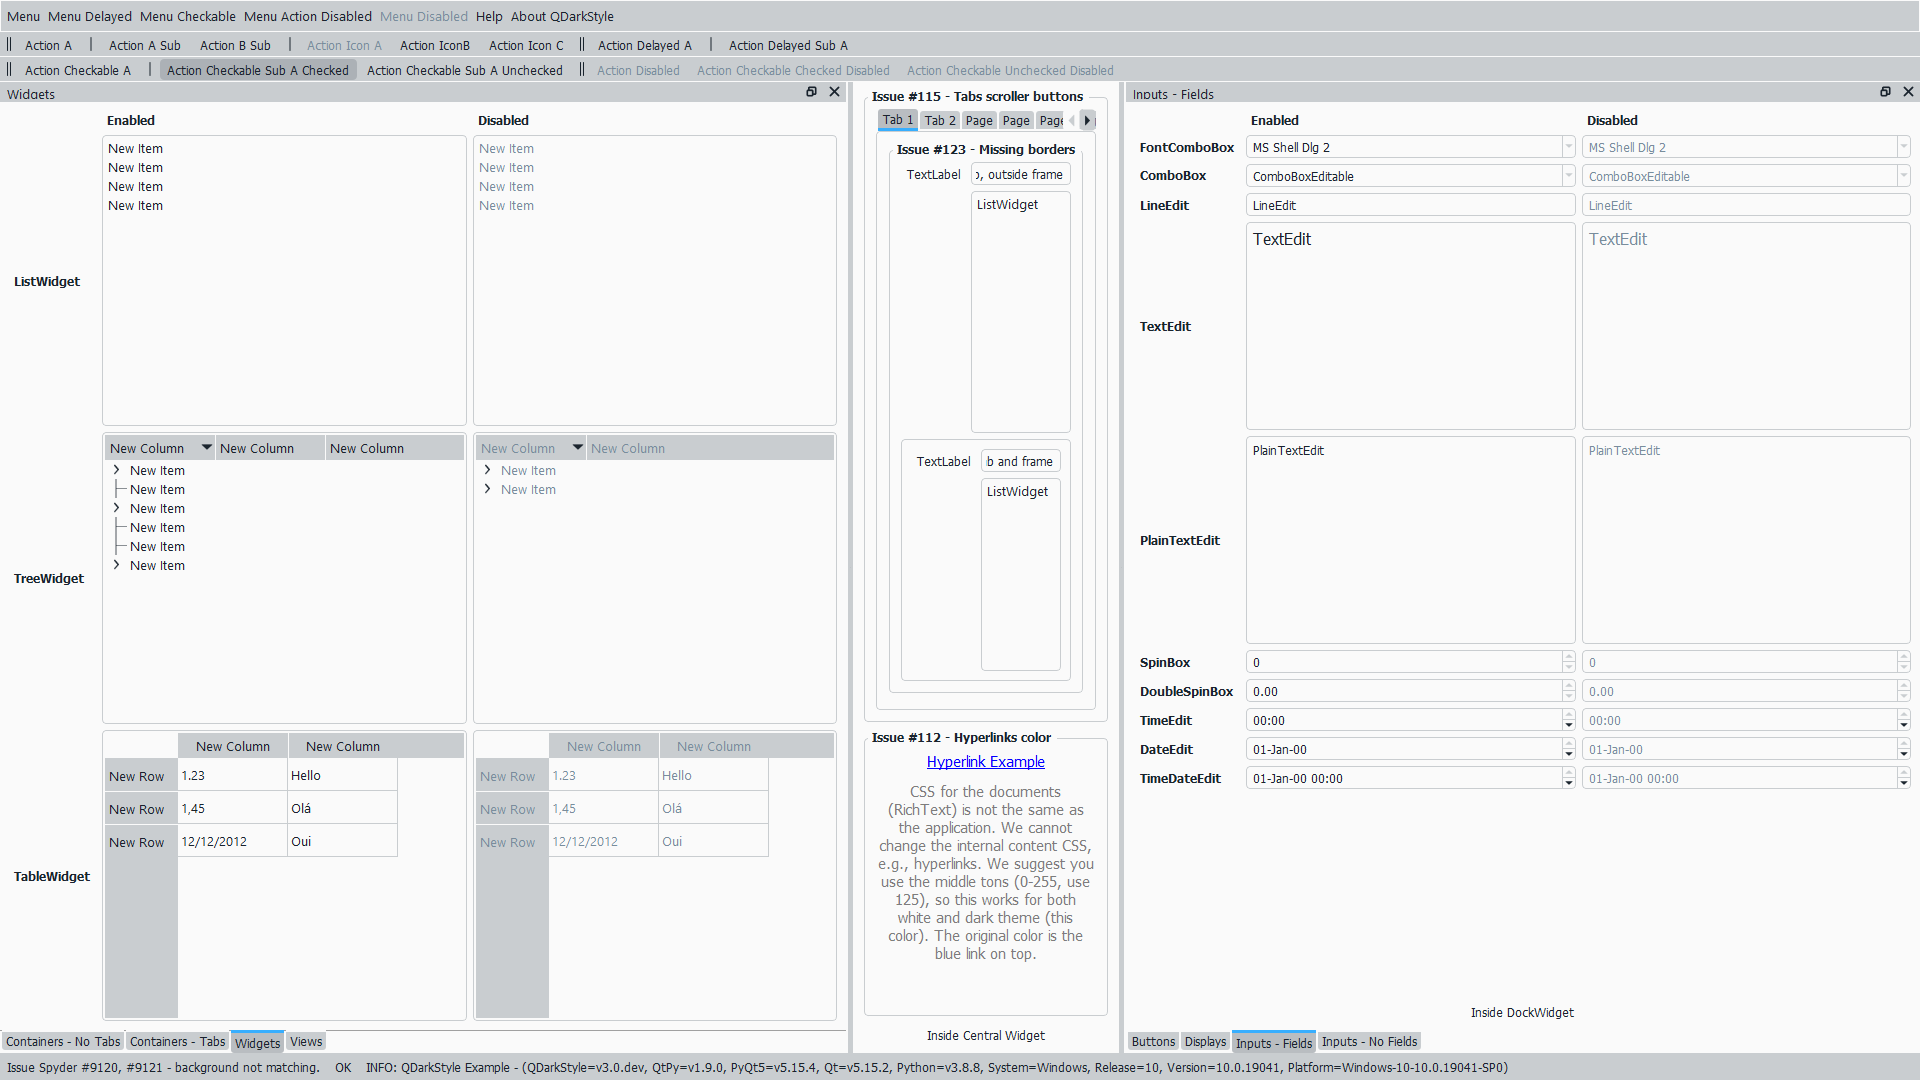 Menu Menu Delayed Menu Checkable Menu Action Disabled Menu Disabled Help About QDarkStyle
Action A Action A Sub Action B Sub Action Icon A Action IconB Action Icon C Action Delayed A Action Delayed Sub A
Action Checkable A Action Checkable Sub A Checked Action Checkable Sub A Unchecked Action Disabled Action Checkable Checked Disabled Action Checkable Unchecked Disabled
Widgets
Enabled Disabled
ListWidget
New Item
New Item
New Item
New Item
New Item
New Item
New Item
New Item
TreeWidget
New Column New Column New Column
New Item
New Item
New Item
New Item
New Item
New Item
New Column New Column
New Item
New Item
TableWidget
New Column New Column
New Row 1.23 Hello
New Row 1,45 Olá
New Row 12/12/2012 Oui
New Column New Column
New Row 1.23 Hello
New Row 1,45 Olá
New Row 12/12/2012 Oui
Containers - No Tabs Containers - Tabs Widgets Views
Issue #115 - Tabs scroller buttons
Tab 1 Tab 2 Page Page Page
Issue #123 - Missing borders
TextLabel , outside frame
ListWidget
TextLabel b and frame
ListWidget
Issue #112 - Hyperlinks color
Hyperlink Example
CSS for the documents
(RichText) is not the same as
the application. We cannot
change the internal content CSS,
e.g., hyperlinks. We suggest you
use the middle tons (0-255, use
125), so this works for both
white and dark theme (this
color). The original color is the
blue link on top.
Inside Central Widget
Inputs - Fields
Enabled Disabled
FontComboBox MS Shell Dlg 2 MS Shell Dlg 2
ComboBox ComboBoxEditable ComboBoxEditable
LineEdit LineEdit LineEdit
TextEdit TextEdit TextEdit
PlainTextEdit PlainTextEdit PlainTextEdit
SpinBox 0 0
DoubleSpinBox 0.00 0.00
TimeEdit 00:00 00:00
DateEdit 01-Jan-00 01-Jan-00
TimeDateEdit 01-Jan-00 00:00 01-Jan-00 00:00
Inside DockWidget
Buttons Displays Inputs - Fields Inputs - No Fields
Issue Spyder #9120, #9121 - background not matching. OK INFO: QDarkStyle Example - (QDarkStyle=v3.0.dev, QtPy=v1.9.0, PyQt5=v5.15.4, Qt=v5.15.2, Python=v3.8.8, System=Windows, Release=10, Version=10.0.19041, Platform=Windows-10-10.0.19041-SP0)